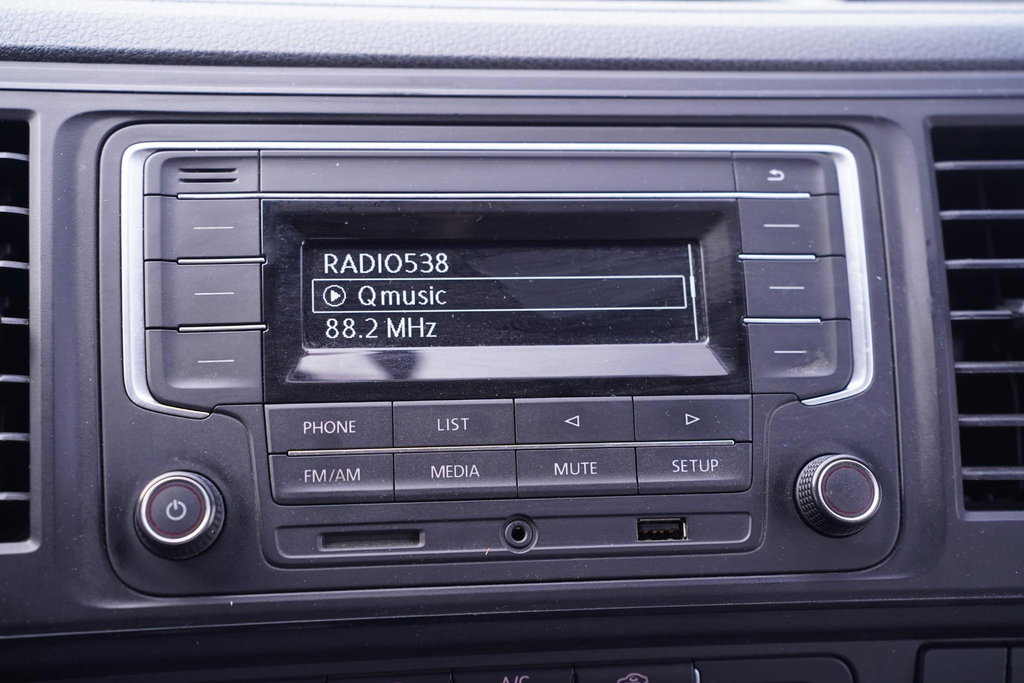 RADIO538
Qmusic
88.2 MHz
PHONE
LIST
FM/AM
MEDIA
MUTE
SETUP
A/C